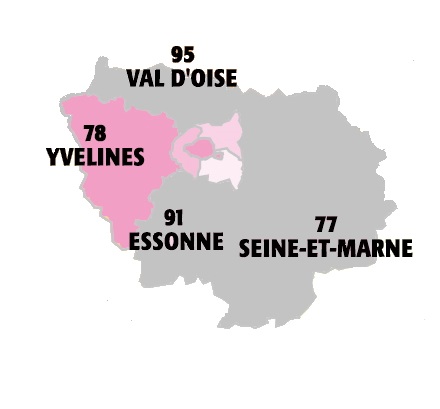 95
VAL D'OISE
78
YVELINES
91
ESSONNE
77
SEINE-ET-MARNE